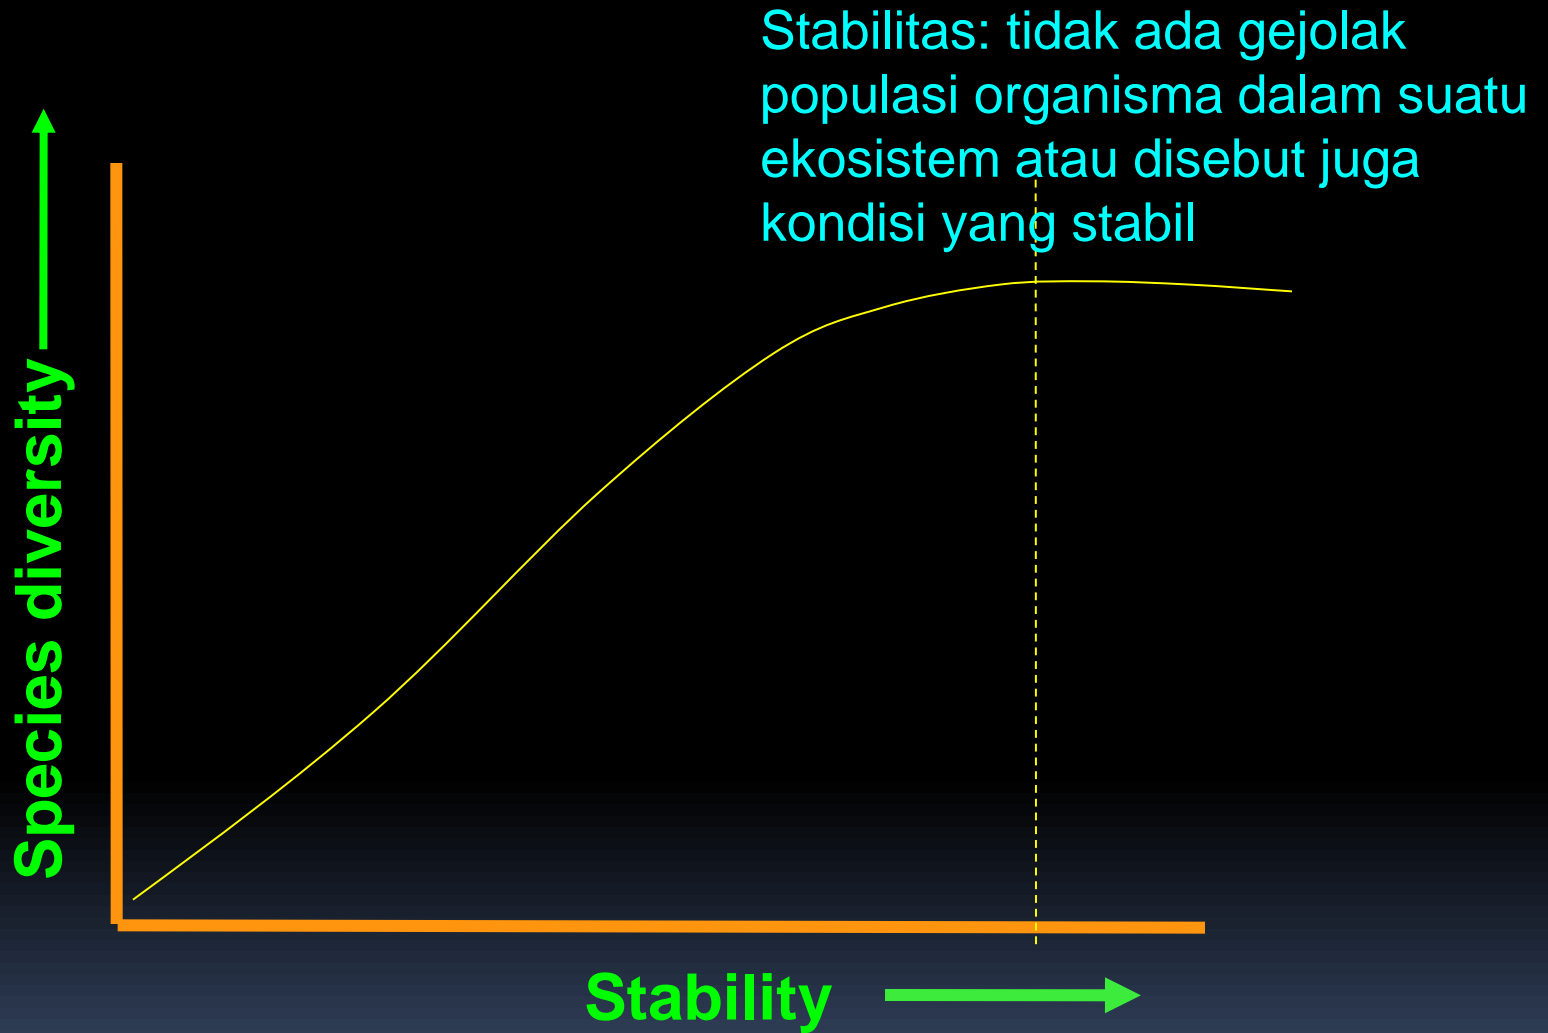 Stabilitas: tidak ada gejolak
populasi organisma dalam suatu
ekosistem atau disebut juga
kondisi yang stabil
Species diversity
Stability